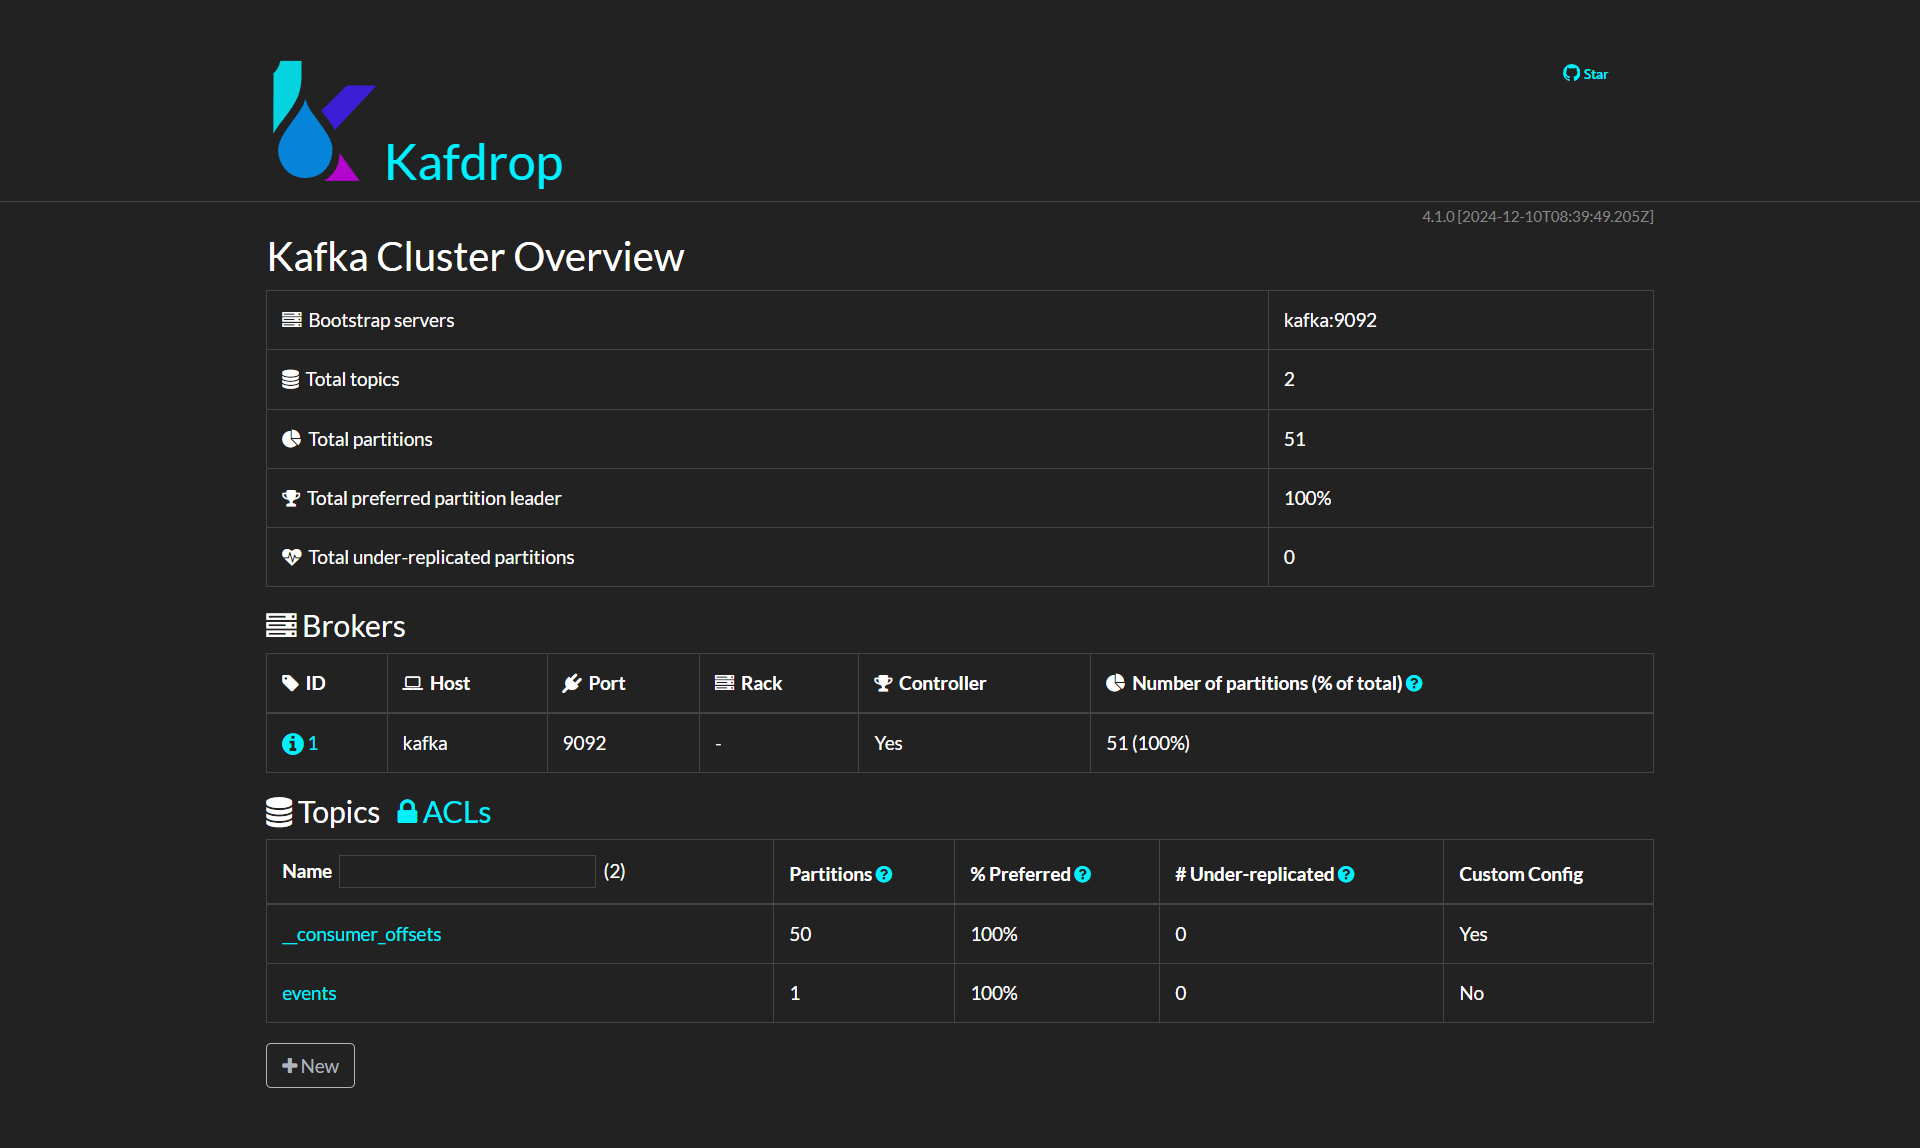 Star
Kafdrop
4.1.0 [2024-12-10T08:39:49.205Z]
Kafka Cluster Overview
Bootstrap servers kafka:9092
Total topics 2
Total partitions 51
Total preferred partition leader 100%
Total under-replicated partitions 0
Brokers
ID Host Port Rack Controller Number of partitions (% of total)
1 kafka 9092 - Yes 51 (100%)
Topics ACLs
Name (2) Partitions % Preferred # Under-replicated Custom Config
__consumer_offsets 50 100% 0 Yes
events 1 100% 0 No
New